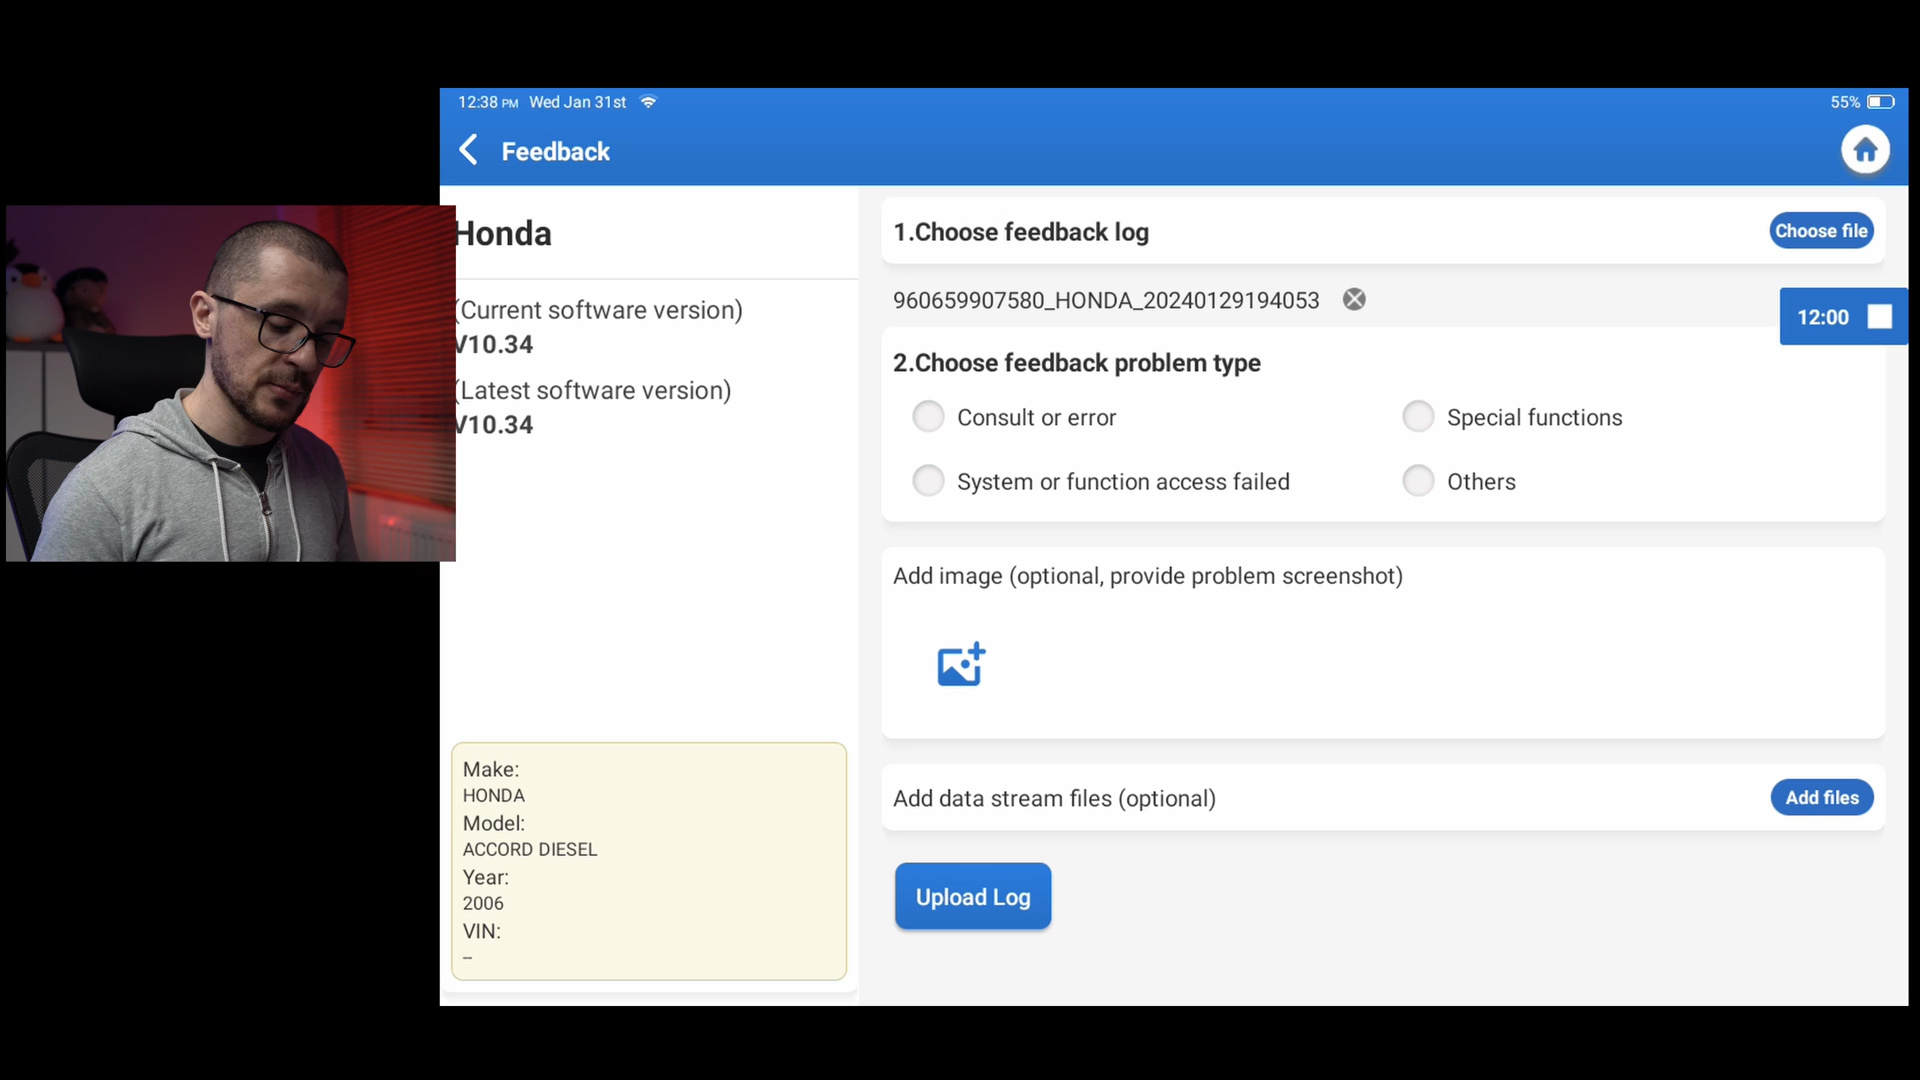 12:38 PM Wed Jan 31st
55%
Feedback
Honda
(Current software version)
V10.34
(Latest software version)
V10.34
Make:
HONDA
Model:
ACCORD DIESEL
Year:
2006
VIN:
--
1.Choose feedback log
Choose file
960659907580_HONDA_20240129194053
12:00
2.Choose feedback problem type
Consult or error
Special functions
System or function access failed
Others
Add image (optional, provide problem screenshot)
Add data stream files (optional)
Add files
Upload Log